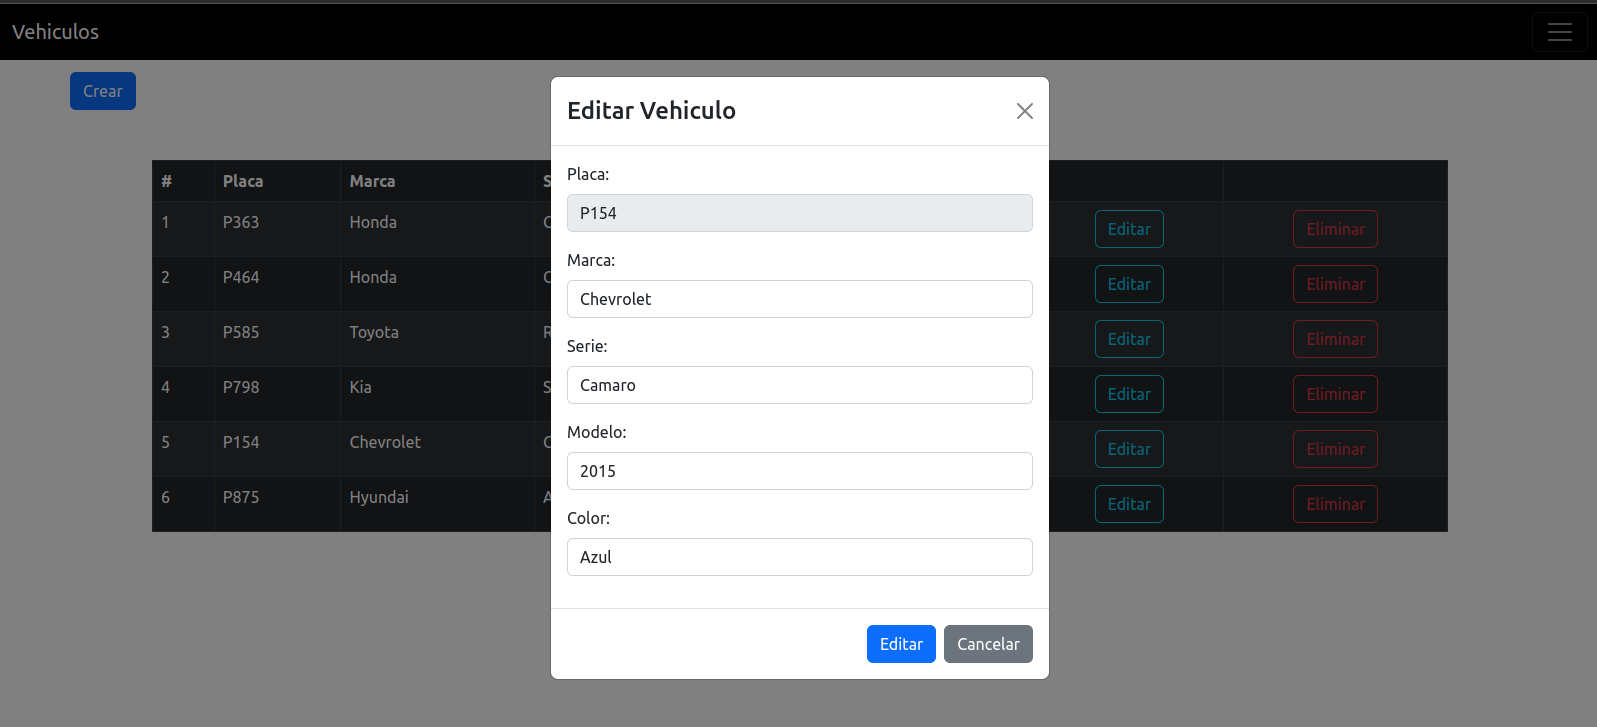 Vehiculos
Crear
# Placa Marca
1 P363 Honda Editar Eliminar
2 P464 Honda Editar Eliminar
3 P585 Toyota Editar Eliminar
4 P798 Kia Editar Eliminar
5 P154 Chevrolet Editar Eliminar
6 P875 Hyundai Editar Eliminar
Editar Vehiculo
Placa:
P154
Marca:
Chevrolet
Serie:
Camaro
Modelo:
2015
Color:
Azul
Editar Cancelar